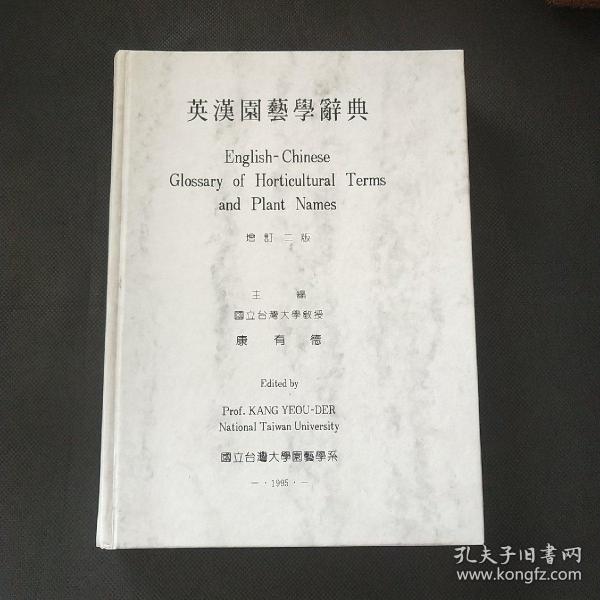 英漢園藝學辭典
English-Chinese
Glossary of Horticultural Terms
and Plant Names
增訂二版
主編
國立台灣大學教授
康有德
Edited by
Prof. KANG YEOU-DER
National Taiwan University
國立台灣大學園藝學系
— · 1995 · —
孔夫子旧书网
www.kongfz.com